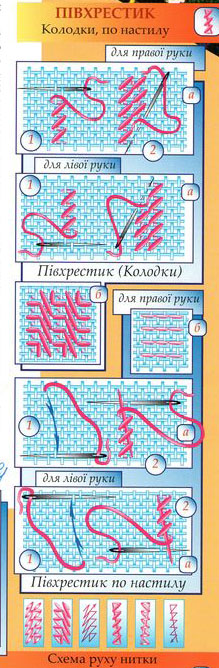 ПІВХРЕСТИК
Колодки, по настилу
для правої руки
а
1
2
для лівої руки
1
а
2
Півхрестик (Колодки)
б
для правої руки
б
1
а
2
для лівої руки
2
1
а
Півхрестик по настилу
Схема руху нитки